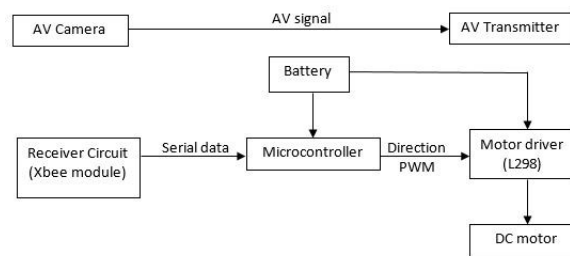 AV Camera
AV signal
AV Transmitter
Battery
Receiver Circuit
(Xbee module)
Serial data
Microcontroller
Direction
PWM
Motor driver
(L298)
DC motor